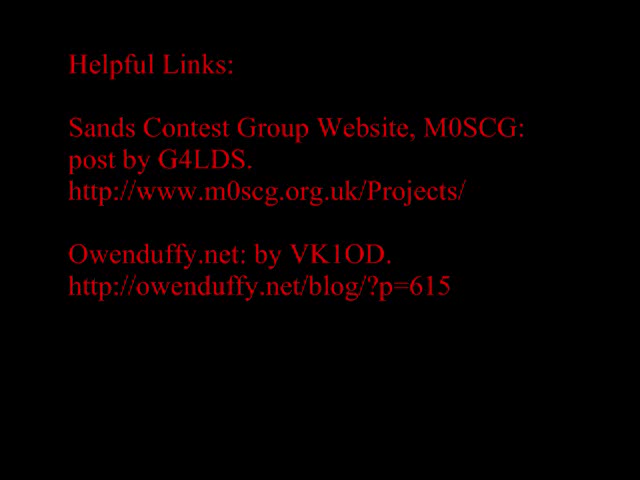 Helpful Links:
Sands Contest Group Website, M0SCG:
post by G4LDS.
http://www.m0scg.org.uk/Projects/
Owenduffy.net: by VK1OD.
http://owenduffy.net/blog/?p=615